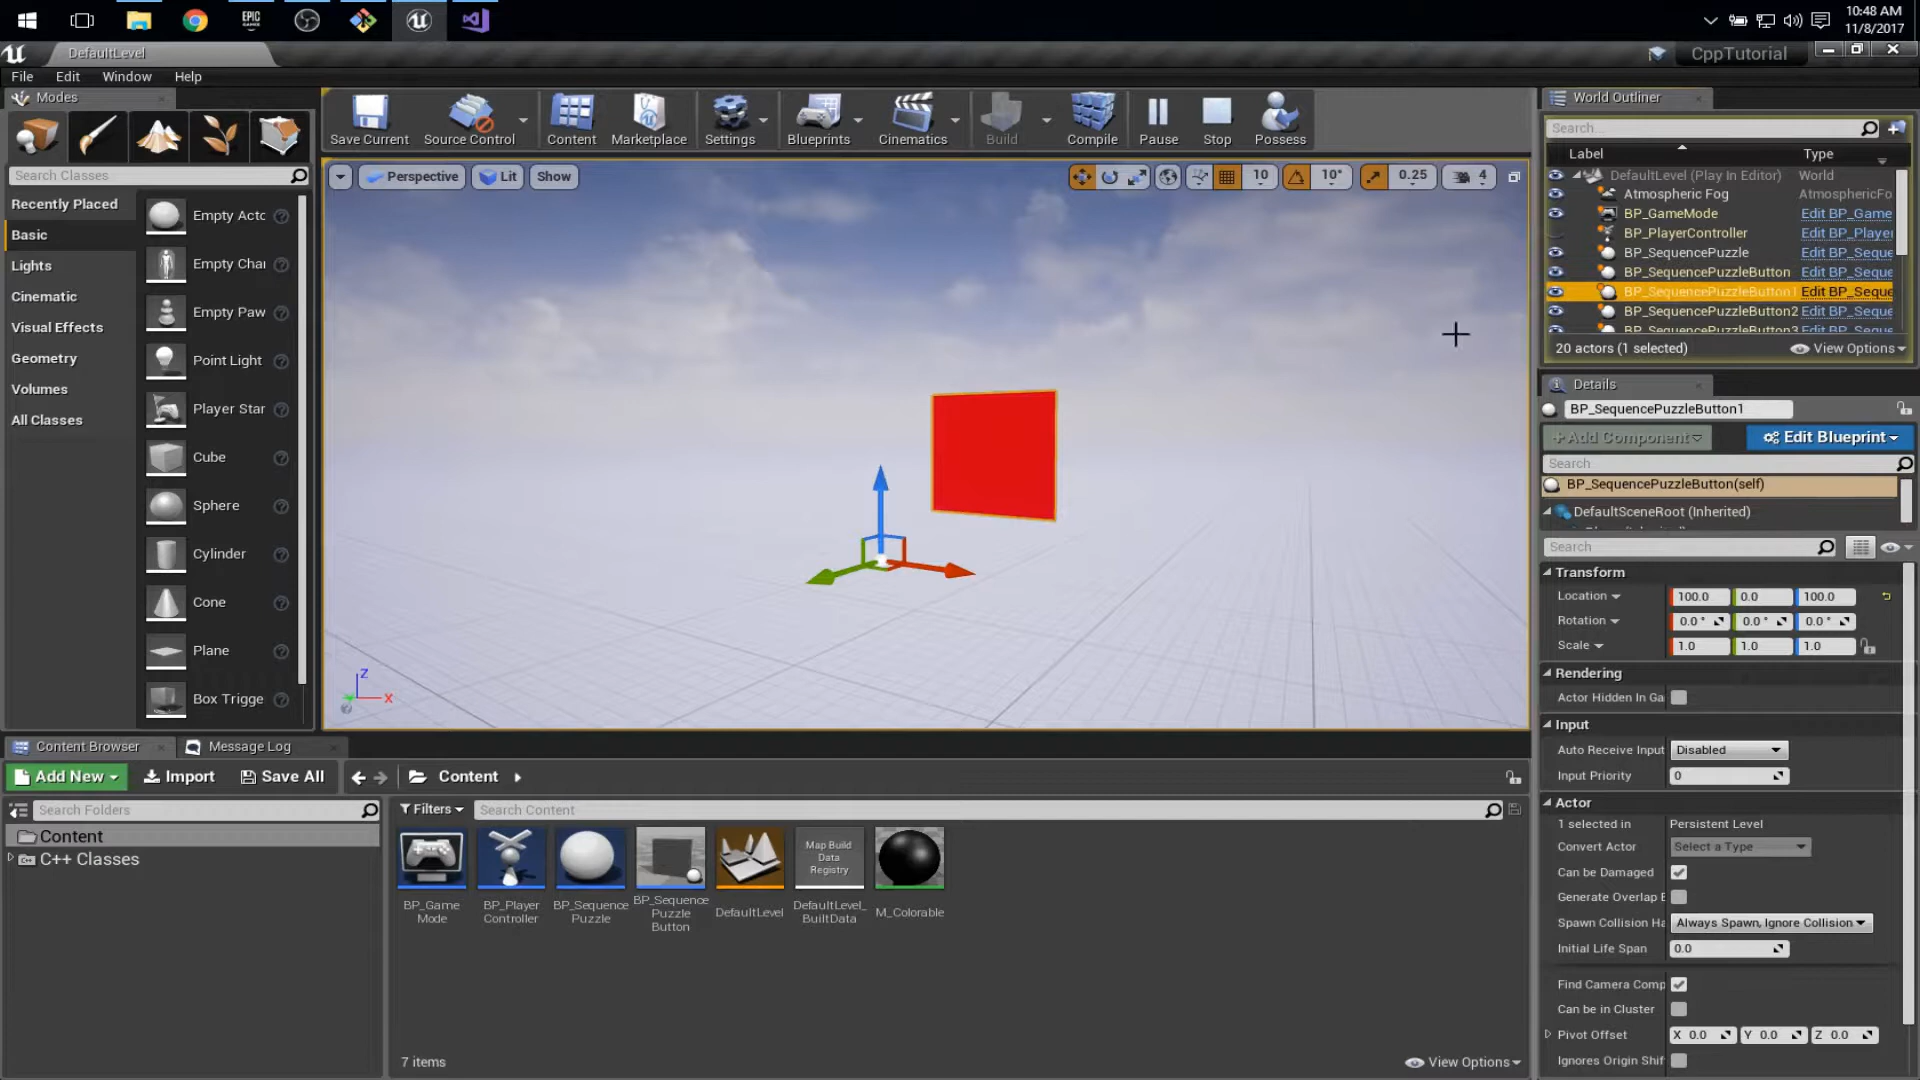 10:48 AM
11/8/2017
EPIC
GAMES
DefaultLevel
CppTutorial
File Edit Window Help
Modes
Search Classes
Recently Placed
Basic
Lights
Cinematic
Visual Effects
Geometry
Volumes
All Classes
Empty Actc
Empty Char
Empty Paw
Point Light
Player Star
Cube
Sphere
Cylinder
Cone
Plane
Box Trigge
Save Current
Source Control
Content
Marketplace
Settings
Blueprints
Cinematics
Build
Compile
Pause
Stop
Possess
Perspective
Lit
Show
10
10°
0.25
4
Z
X
World Outliner
Search...
Label Type
DefaultLevel (Play In Editor) World
Atmospheric Fog AtmosphericFo
BP_GameMode Edit BP_Game
BP_PlayerController Edit BP_Player
BP_SequencePuzzle Edit BP_Seque
BP_SequencePuzzleButton Edit BP_Seque
BP_SequencePuzzleButton1 Edit BP_Seque
BP_SequencePuzzleButton2 Edit BP_Seque
BP_SequencePuzzleButton3 Edit BP_Seque
20 actors (1 selected) View Options
Details
BP_SequencePuzzleButton1
+Add Component Edit Blueprint
Search
BP_SequencePuzzleButton(self)
DefaultSceneRoot (Inherited)
Search
Transform
Location 100.0 0.0 100.0
Rotation 0.0 ° 0.0 ° 0.0 °
Scale 1.0 1.0 1.0
Rendering
Actor Hidden In Ga
Input
Auto Receive Input Disabled
Input Priority 0
Actor
1 selected in Persistent Level
Convert Actor Select a Type
Can be Damaged
Generate Overlap E
Spawn Collision Ha Always Spawn, Ignore Collision
Initial Life Span 0.0
Find Camera Comp
Can be in Cluster
Pivot Offset X 0.0 Y 0.0 Z 0.0
Ignores Origin Shif
Content Browser Message Log
Add New Import Save All Content
Search Folders
Content
C++ Classes
Filters Search Content
BP_Game
Mode
BP_Player
Controller
BP_Sequence
Puzzle
BP_Sequence
Puzzle
Button
DefaultLevel
Map Build
Data
Registry
DefaultLevel_
BuiltData
M_Colorable
7 items
View Options